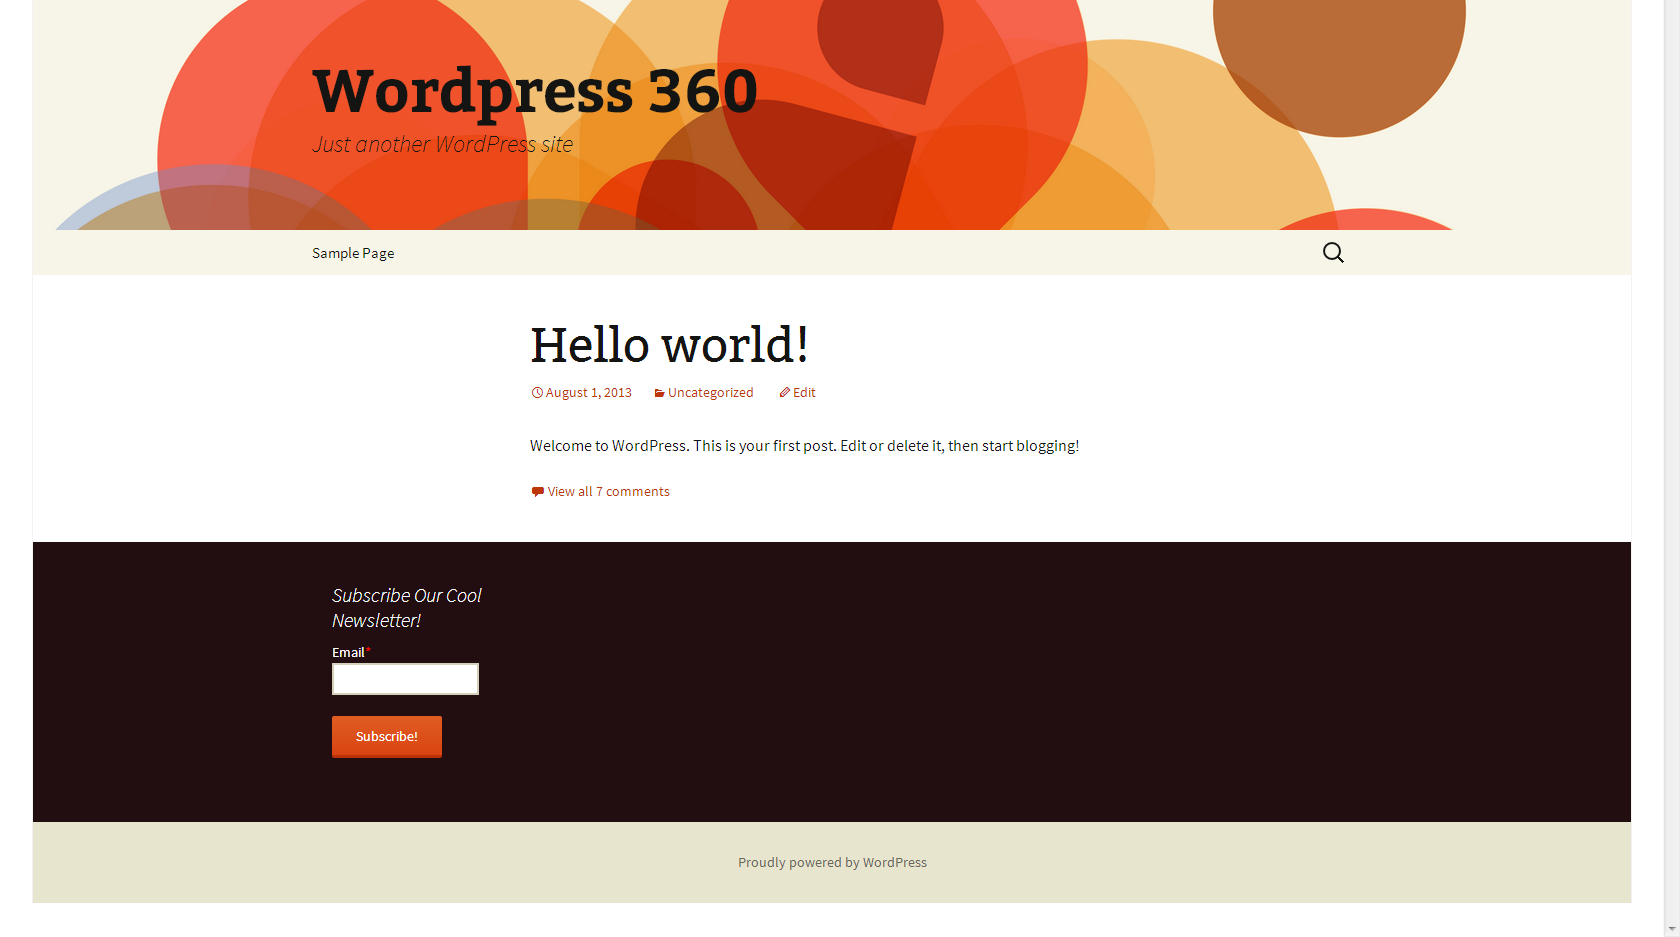 Wordpress 360
Just another WordPress site
Sample Page
Hello world!
August 1, 2013 Uncategorized Edit
Welcome to WordPress. This is your first post. Edit or delete it, then start blogging!
View all 7 comments
Subscribe Our Cool
Newsletter!
Email*
Subscribe!
Proudly powered by WordPress